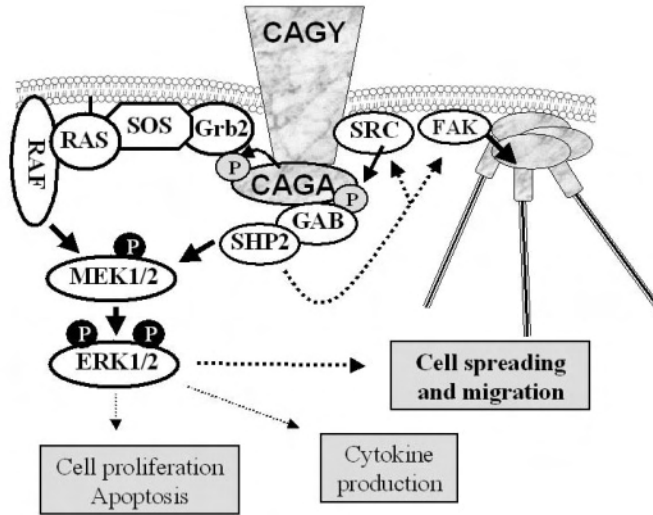 CAGY
RAF
RAS
SOS
Grb2
SRC
FAK
P
CAGA
P
GAB
SHP2
P
MEK1/2
P
P
ERK1/2
Cell spreading
and migration
Cell proliferation
Apoptosis
Cytokine
production